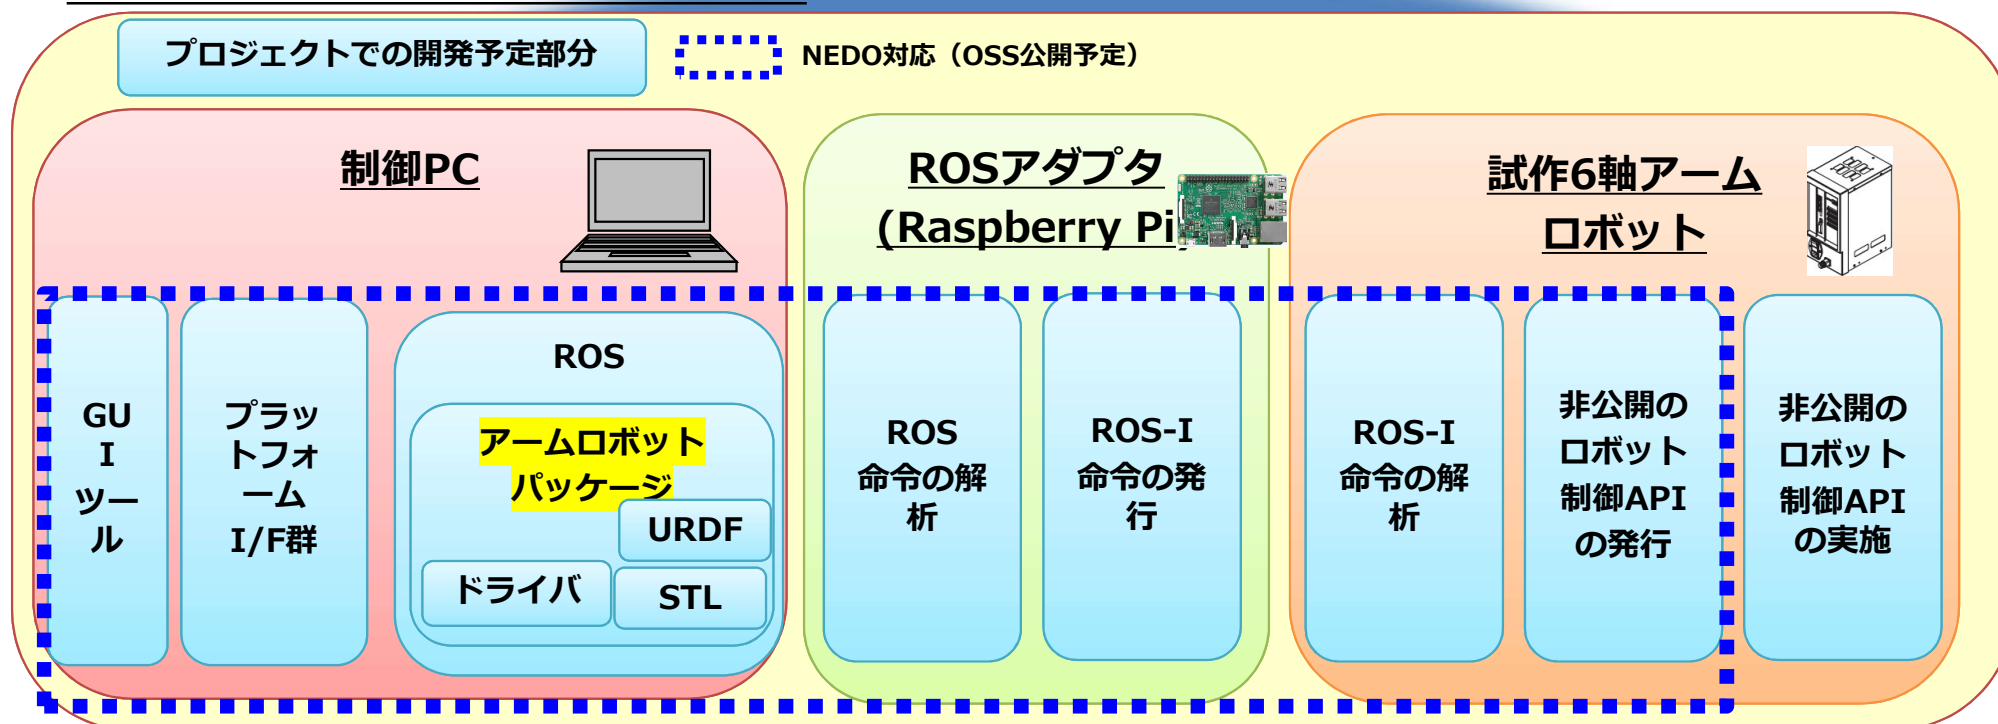 プロジェクトでの開発予定部分
NEDO対応（OSS公開予定）
制御PC
GU
I
ツー
ル
プラッ
トフォ
ーム
I/F群
ROS
アームロボット
パッケージ
URDF
ドライバ
STL
ROSアダプタ
(Raspberry Pi
ROS
命令の解
析
ROS-I
命令の発
行
試作6軸アーム
ロボット
ROS-I
命令の解
析
非公開の
ロボット
制御API
の発行
非公開の
ロボット
制御API
の実施